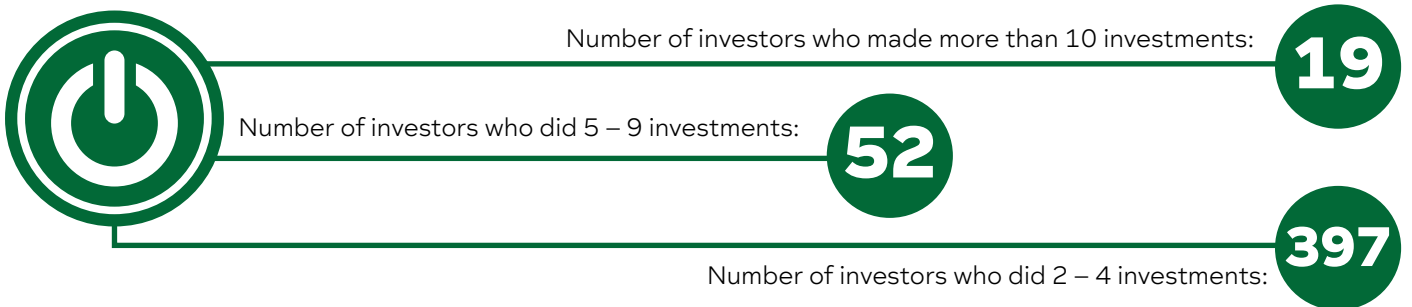 Number of investors who made more than 10 investments:
19
Number of investors who did 5 – 9 investments:
52
397
Number of investors who did 2 – 4 investments: